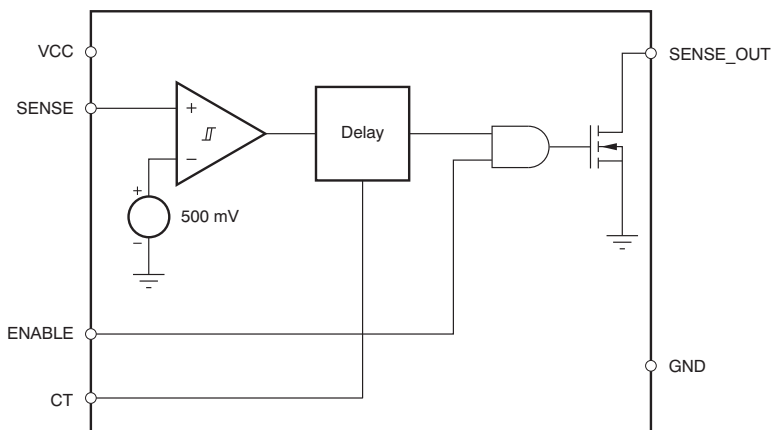 VCC
SENSE_OUT
SENSE
+
Delay
−
+
500 mV
−
ENABLE
GND
CT